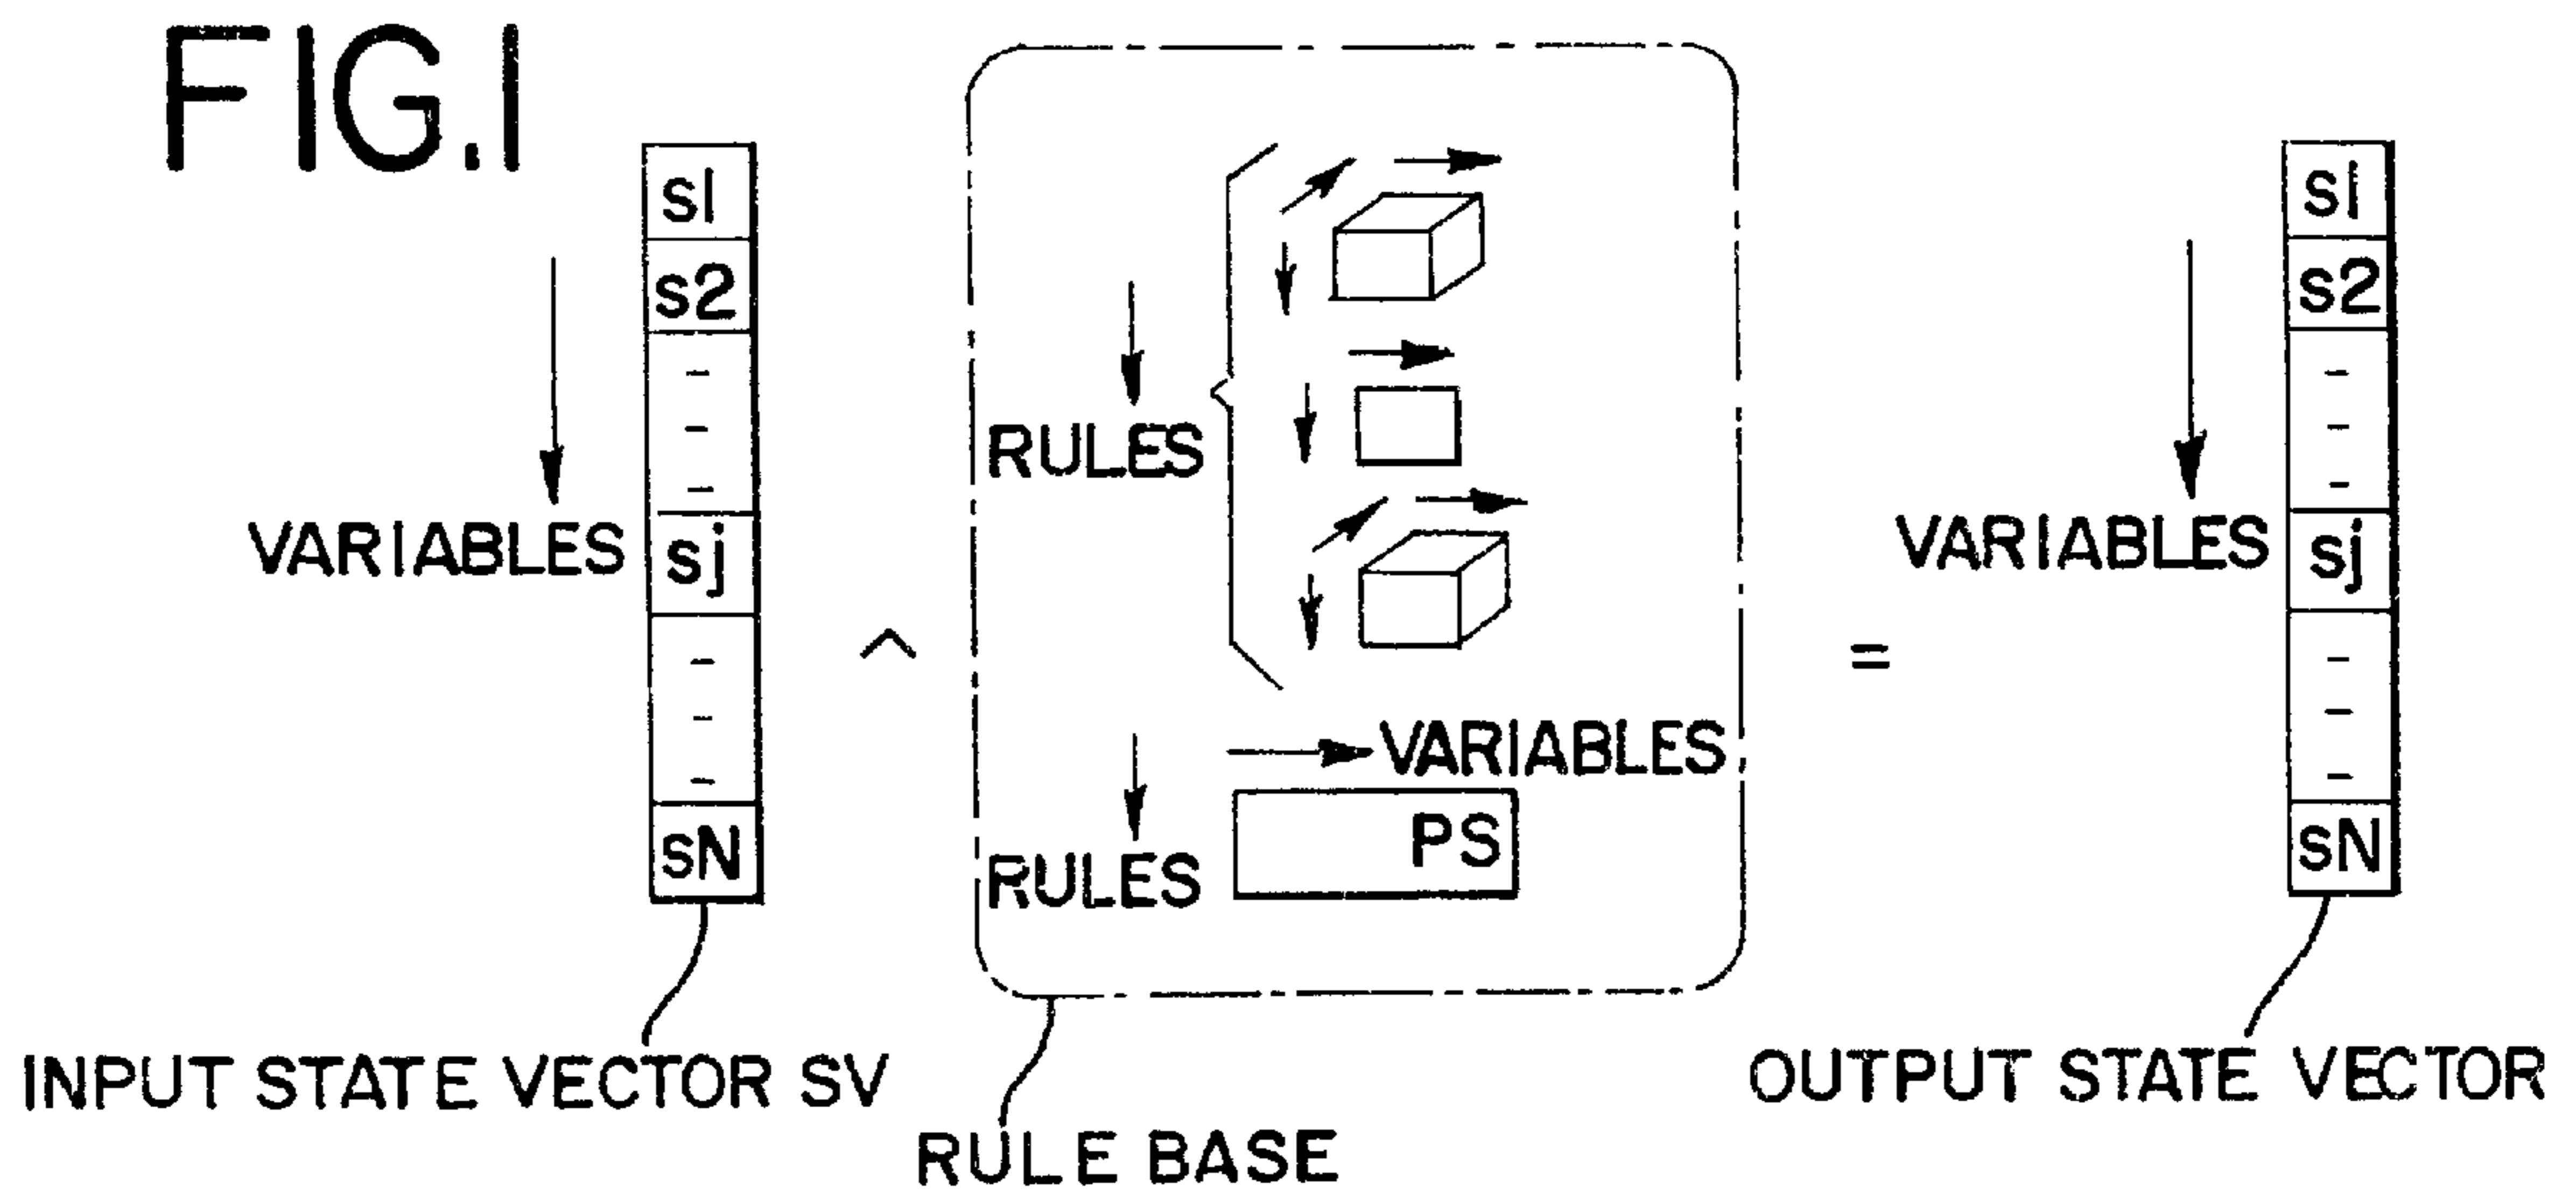 FIG.1
s1
s2
-
-
-
VARIABLES
sj
-
-
-
sN
INPUT STATE VECTOR SV
^
RULES
VARIABLES
RULES
PS
RULE BASE
=
s1
s2
-
-
-
VARIABLES
sj
-
-
-
sN
OUTPUT STATE VECTOR